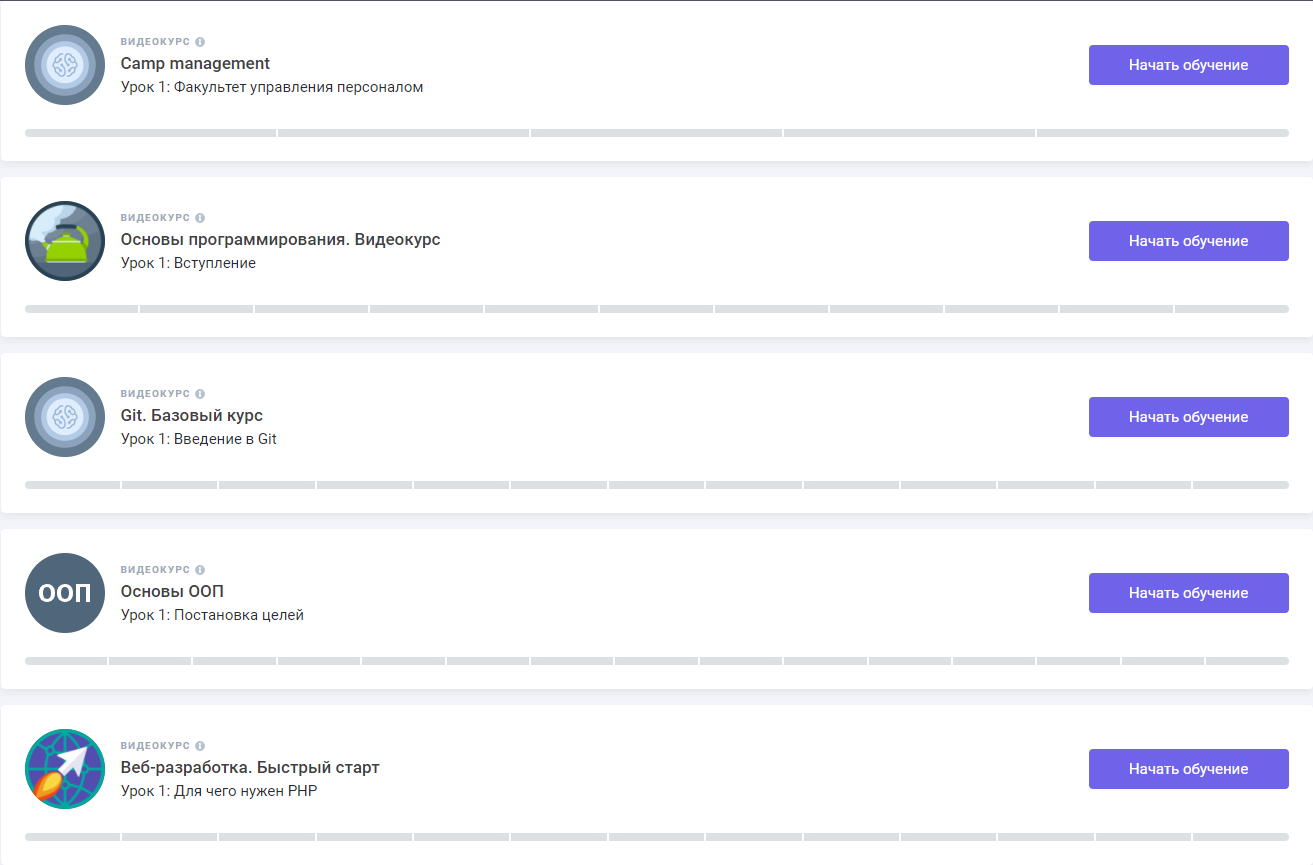 ВИДЕОКУРС
Camp management
Урок 1: Факультет управления персоналом
Начать обучение
ВИДЕОКУРС
Основы программирования. Видеокурс
Урок 1: Вступление
Начать обучение
ВИДЕОКУРС
Git. Базовый курс
Урок 1: Введение в Git
Начать обучение
ООП
ВИДЕОКУРС
Основы ООП
Урок 1: Постановка целей
Начать обучение
ВИДЕОКУРС
Веб-разработка. Быстрый старт
Урок 1: Для чего нужен PHP
Начать обучение